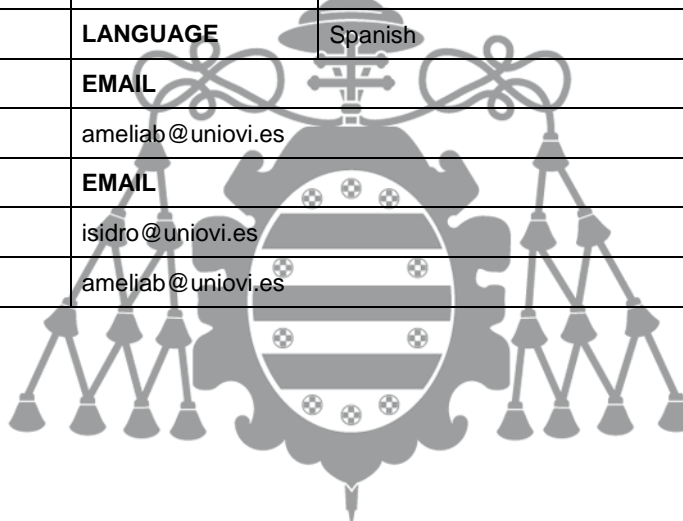 LANGUAGE Spanish
EMAIL
ameliab@uniovi.es
EMAIL
isidro@uniovi.es
ameliab@uniovi.es